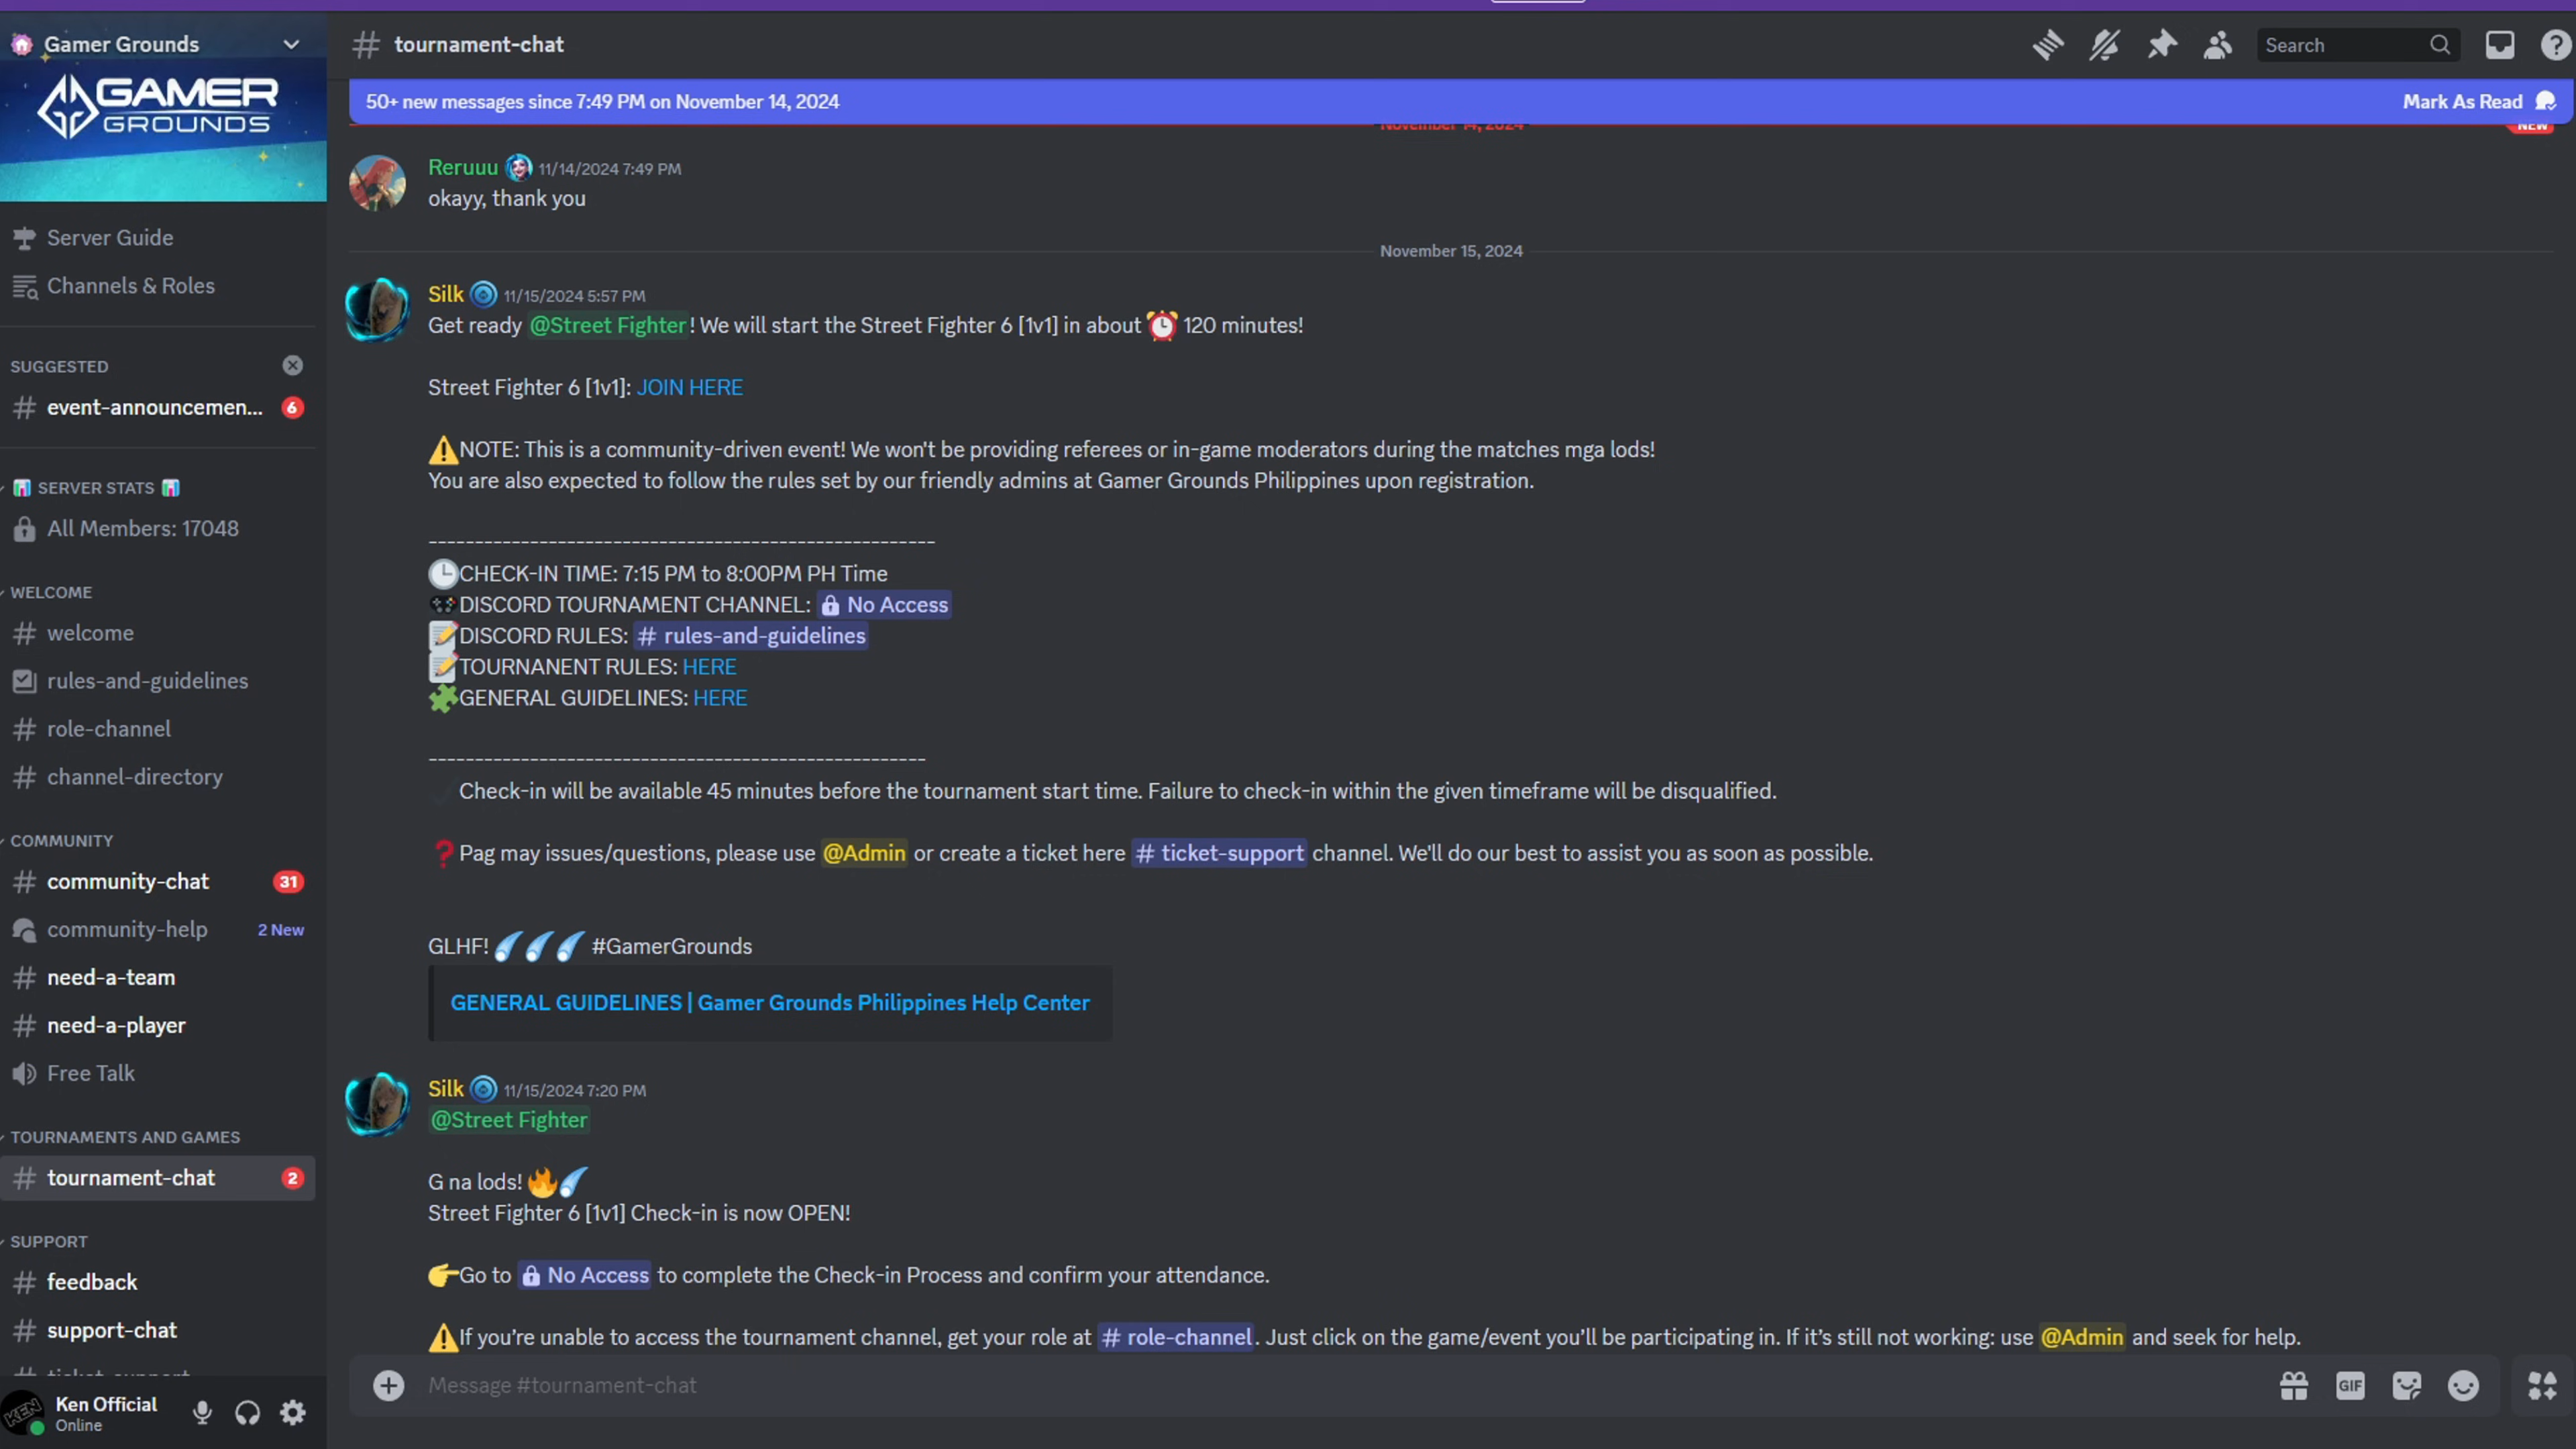 Gamer Grounds
GAMER
GROUNDS
Server Guide
Channels & Roles
SUGGESTED
event-announcemen... 6
SERVER STATS
All Members: 17048
WELCOME
welcome
rules-and-guidelines
role-channel
channel-directory
COMMUNITY
community-chat 31
community-help 2 New
need-a-team
need-a-player
Free Talk
TOURNAMENTS AND GAMES
tournament-chat 2
SUPPORT
feedback
support-chat
ticket-support
KEN
Ken Official
Online
# tournament-chat
Search
50+ new messages since 7:49 PM on November 14, 2024 Mark As Read
November 14, 2024 NEW
Reruuu 11/14/2024 7:49 PM
okayy, thank you
November 15, 2024
Silk 11/15/2024 5:57 PM
Get ready @Street Fighter! We will start the Street Fighter 6 [1v1] in about ⏰ 120 minutes!
Street Fighter 6 [1v1]: JOIN HERE
⚠️NOTE: This is a community-driven event! We won't be providing referees or in-game moderators during the matches mga lods!
You are also expected to follow the rules set by our friendly admins at Gamer Grounds Philippines upon registration.
-------------------------------------------------------
🕒CHECK-IN TIME: 7:15 PM to 8:00PM PH Time
🎮DISCORD TOURNAMENT CHANNEL: No Access
📝DISCORD RULES: # rules-and-guidelines
📝TOURNANENT RULES: HERE
🧩GENERAL GUIDELINES: HERE
------------------------------------------------------
Check-in will be available 45 minutes before the tournament start time. Failure to check-in within the given timeframe will be disqualified.
❓Pag may issues/questions, please use @Admin or create a ticket here # ticket-support channel. We'll do our best to assist you as soon as possible.
GLHF! ☄️☄️☄️ #GamerGrounds
GENERAL GUIDELINES | Gamer Grounds Philippines Help Center
Silk 11/15/2024 7:20 PM
@Street Fighter
G na lods! 🔥☄️
Street Fighter 6 [1v1] Check-in is now OPEN!
👉Go to No Access to complete the Check-in Process and confirm your attendance.
⚠️If you're unable to access the tournament channel, get your role at # role-channel. Just click on the game/event you'll be participating in. If it's still not working: use @Admin and seek for help.
Message #tournament-chat
GIF